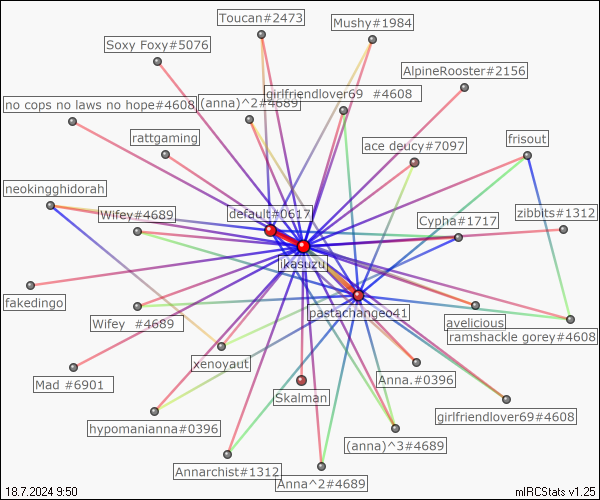 Toucan#2473
Mushy#1984
Soxy Foxy#5076
AlpineRooster#2156
girlfriendlover69 #4608
no cops no laws no hope#4608
(anna)^2#4689
rattgaming
ace deucy#7097
frisout
neokingghidorah
Wifey#4689
default#0617
Cypha#1717
zibbits#1312
ikasuzu
fakedingo
Wifey #4689
pastachangeo41
avelicious
ramshackle gorey#4608
xenoyaut
Mad #6901
Anna.#0396
Skalman
hypomanianna#0396
girlfriendlover69#4608
(anna)^3#4689
Annarchist#1312
Anna^2#4689
18.7.2024 9:50
mIRCStats v1.25